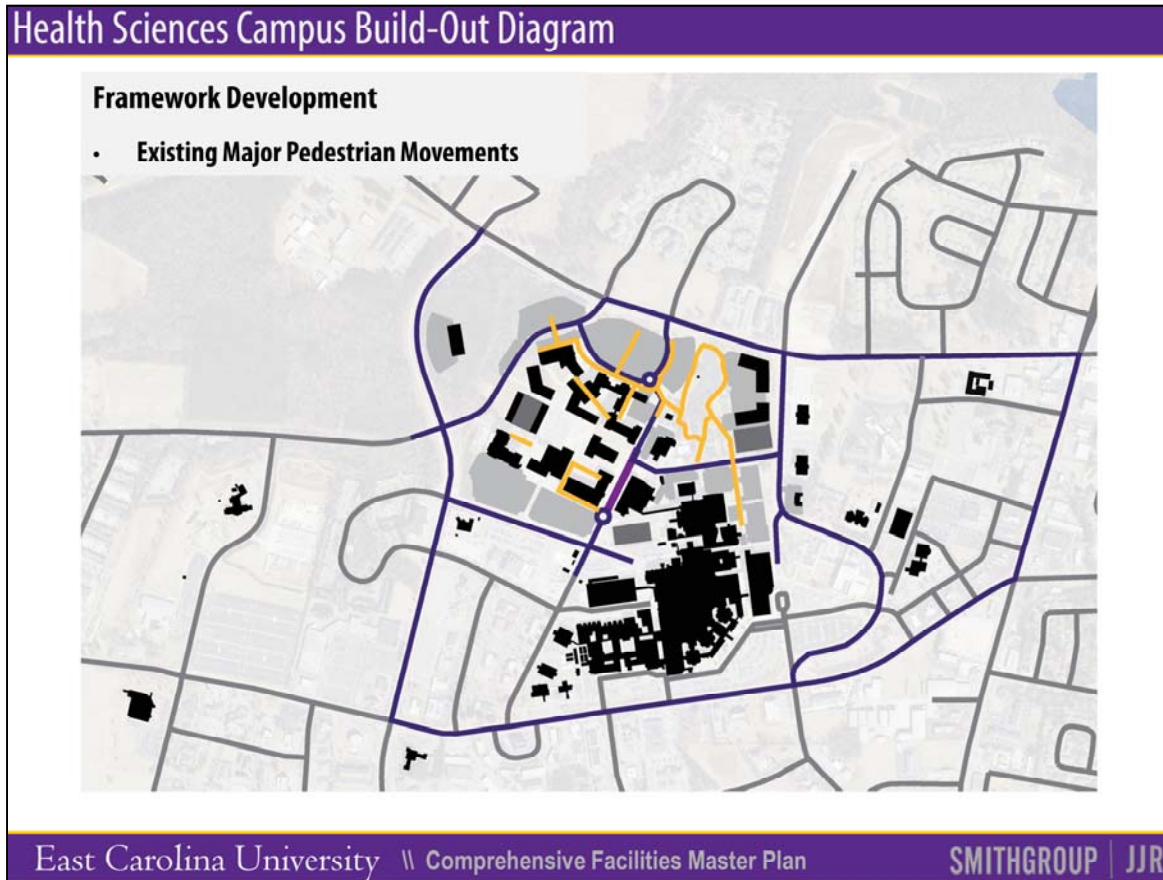 Health Sciences Campus Build-Out Diagram
Framework Development
• Existing Major Pedestrian Movements
East Carolina University \\ Comprehensive Facilities Master Plan SMITHGROUP | JJR